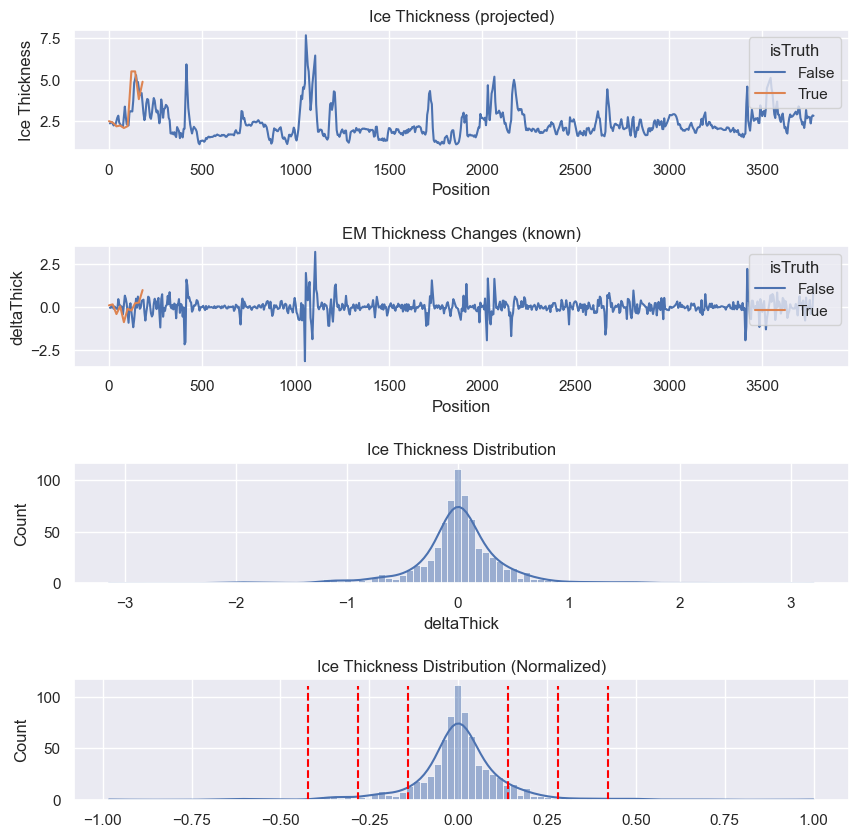 Ice Thickness (projected)
Ice Thickness
7.5
5.0
2.5
isTruth
False
True
0 500 1000 1500 2000 2500 3000 3500
Position
EM Thickness Changes (known)
deltaThick
2.5
0.0
−2.5
isTruth
False
True
0 500 1000 1500 2000 2500 3000 3500
Position
Ice Thickness Distribution
Count
100
50
0
−3 −2 −1 0 1 2 3
deltaThick
Ice Thickness Distribution (Normalized)
Count
100
50
0
−1.00 −0.75 −0.50 −0.25 0.00 0.25 0.50 0.75 1.00